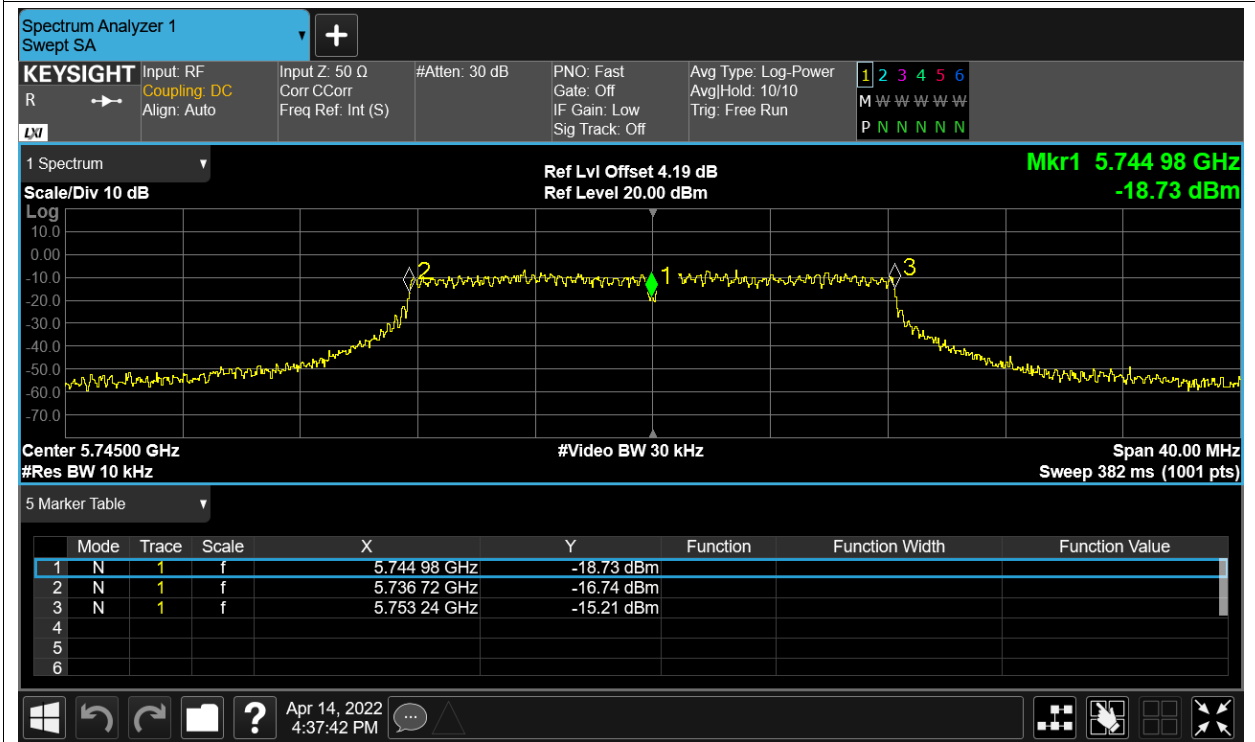 Spectrum Analyzer 1
Swept SA
+
KEYSIGHT Input: RF Input Z: 50 Ω #Atten: 30 dB PNO: Fast Avg Type: Log-Power 1 2 3 4 5 6
R Coupling: DC Corr CCorr Gate: Off Avg|Hold: 10/10 M W W W W W
Align: Auto Freq Ref: Int (S) IF Gain: Low Trig: Free Run
LXI Sig Track: Off P N N N N N
1 Spectrum Ref Lvl Offset 4.19 dB Mkr1 5.744 98 GHz
Scale/Div 10 dB Ref Level 20.00 dBm -18.73 dBm
Log
10.0
0.00
-10.0 2 1 3
-20.0
-30.0
-40.0
-50.0
-60.0
-70.0
Center 5.74500 GHz #Video BW 30 kHz Span 40.00 MHz
#Res BW 10 kHz Sweep 382 ms (1001 pts)
5 Marker Table
Mode Trace Scale X Y Function Function Width Function Value
1 N 1 f 5.744 98 GHz -18.73 dBm
2 N 1 f 5.736 72 GHz -16.74 dBm
3 N 1 f 5.753 24 GHz -15.21 dBm
4
5
6
? Apr 14, 2022
4:37:42 PM